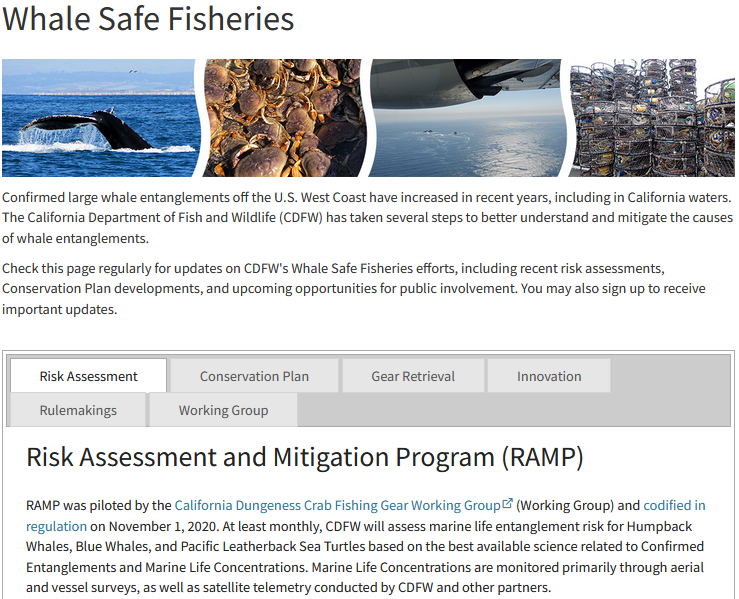 Whale Safe Fisheries
Confirmed large whale entanglements off the U.S. West Coast have increased in recent years, including in California waters.
The California Department of Fish and Wildlife (CDFW) has taken several steps to better understand and mitigate the causes
of whale entanglements.
Check this page regularly for updates on CDFW's Whale Safe Fisheries efforts, including recent risk assessments,
Conservation Plan developments, and upcoming opportunities for public involvement. You may also sign up to receive
important updates.
Risk Assessment Conservation Plan Gear Retrieval Innovation
Rulemakings Working Group
Risk Assessment and Mitigation Program (RAMP)
RAMP was piloted by the California Dungeness Crab Fishing Gear Working Group (Working Group) and codified in
regulation on November 1, 2020. At least monthly, CDFW will assess marine life entanglement risk for Humpback
Whales, Blue Whales, and Pacific Leatherback Sea Turtles based on the best available science related to Confirmed
Entanglements and Marine Life Concentrations. Marine Life Concentrations are monitored primarily through aerial
and vessel surveys, as well as satellite telemetry conducted by CDFW and other partners.